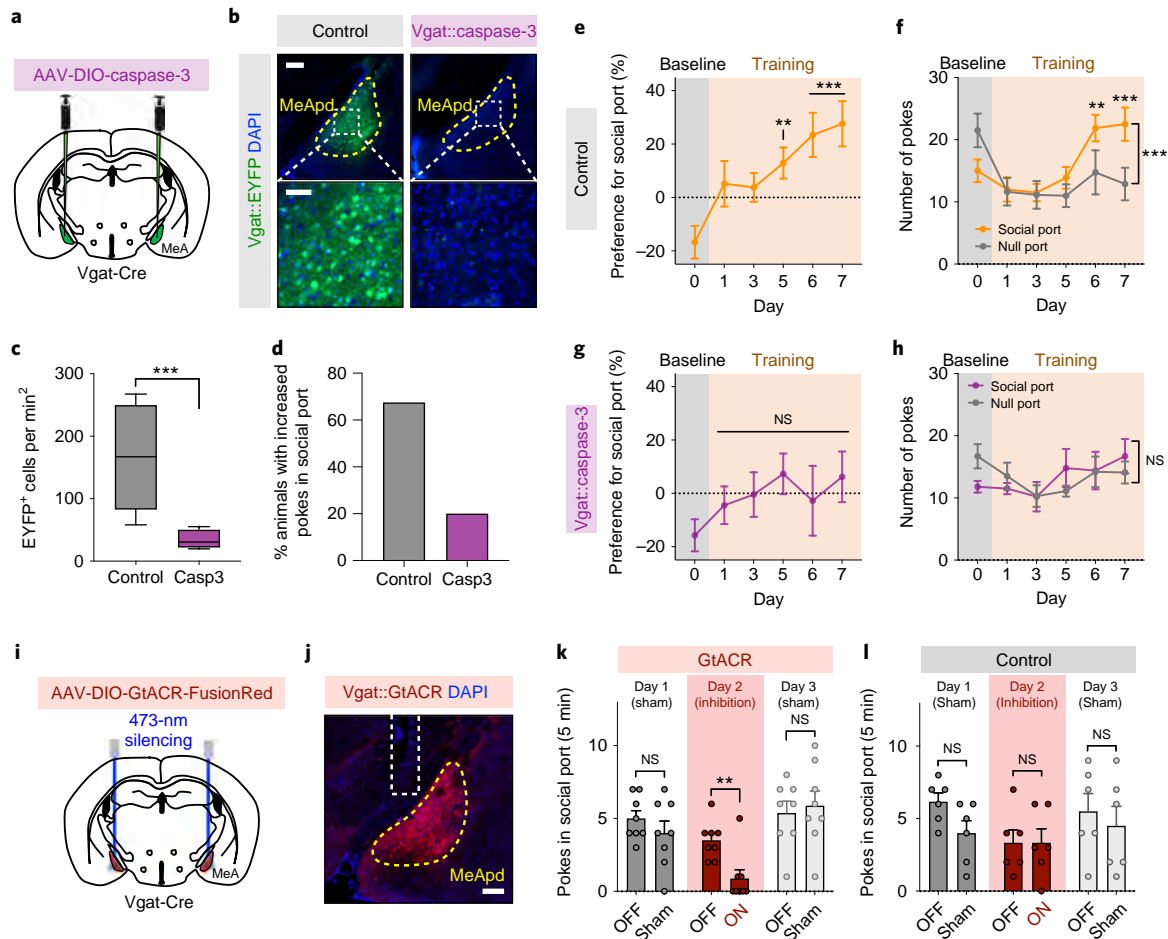 a
AAV-DIO-caspase-3
MeA
Vgat-Cre
b
Control
Vgat::caspase-3
Vgat::EYFP DAPI
MeApd
c
EYFP+ cells per min2
300
200
100
0
***
Control
Casp3
d
% animals with increased
pokes in social port
80
60
40
20
0
Control
Casp3
e
Control
Preference for social port (%)
Baseline
Training
40
20
0
–20
**
***
0 1 3 5 6 7
Day
f
Number of pokes
Baseline
Training
30
20
10
0
** ***
***
Social port
Null port
0 1 3 5 6 7
Day
g
Vgat::caspase-3
Preference for social port (%)
Baseline
Training
40
20
0
–20
NS
0 1 3 5 6 7
Day
h
Number of pokes
Baseline
Training
30
20
10
0
Social port
Null port
NS
0 1 3 5 6 7
Day
i
AAV-DIO-GtACR-FusionRed
473-nm
silencing
MeA
Vgat-Cre
j
Vgat::GtACR DAPI
MeApd
k
GtACR
Pokes in social port (5 min)
Day 1
(sham)
Day 2
(inhibition)
Day 3
(sham)
10
5
0
NS
**
NS
OFF
Sham
OFF
ON
OFF
Sham
l
Control
Pokes in social port (5 min)
Day 1
(Sham)
Day 2
(Inhibition)
Day 3
(Sham)
10
5
0
NS
NS
NS
OFF
Sham
OFF
ON
OFF
Sham